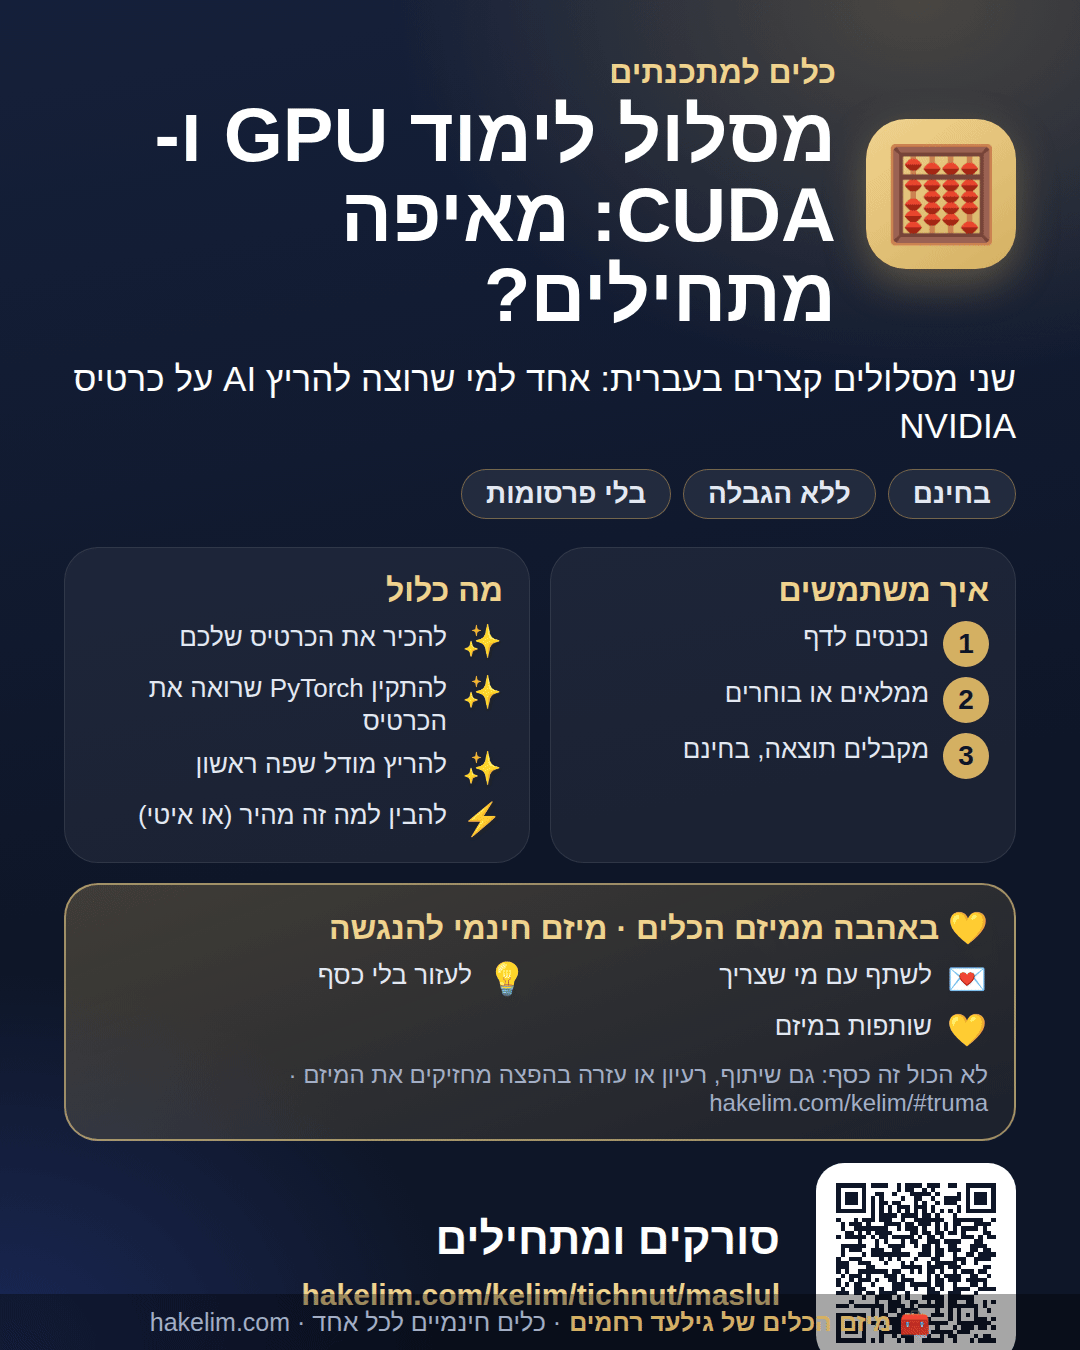 כלים למתכנתים
מסלול לימוד GPU ו-
CUDA: מאיפה
מתחילים?
שני מסלולים קצרים בעברית: אחד למי שרוצה להריץ AI על כרטיס
NVIDIA
בחינם
ללא הגבלה
בלי פרסומות
איך משתמשים
1 נכנסים לדף
2 ממלאים או בוחרים
3 מקבלים תוצאה, בחינם
מה כלול
להכיר את הכרטיס שלכם
להתקין PyTorch שרואה את
הכרטיס
להריץ מודל שפה ראשון
להבין למה זה מהיר (או איטי)
באהבה ממיזם הכלים · מיזם חינמי להנגשה
לשתף עם מי שצריך
לעזור בלי כסף
שותפות במיזם
לא הכול זה כסף: גם שיתוף, רעיון או עזרה בהפצה מחזיקים את המיזם ·
hakelim.com/kelim/#truma
סורקים ומתחילים
hakelim.com/kelim/tichnut/maslul
מיזם הכלים של גילעד רחמים · כלים חינמיים לכל אחד · hakelim.com